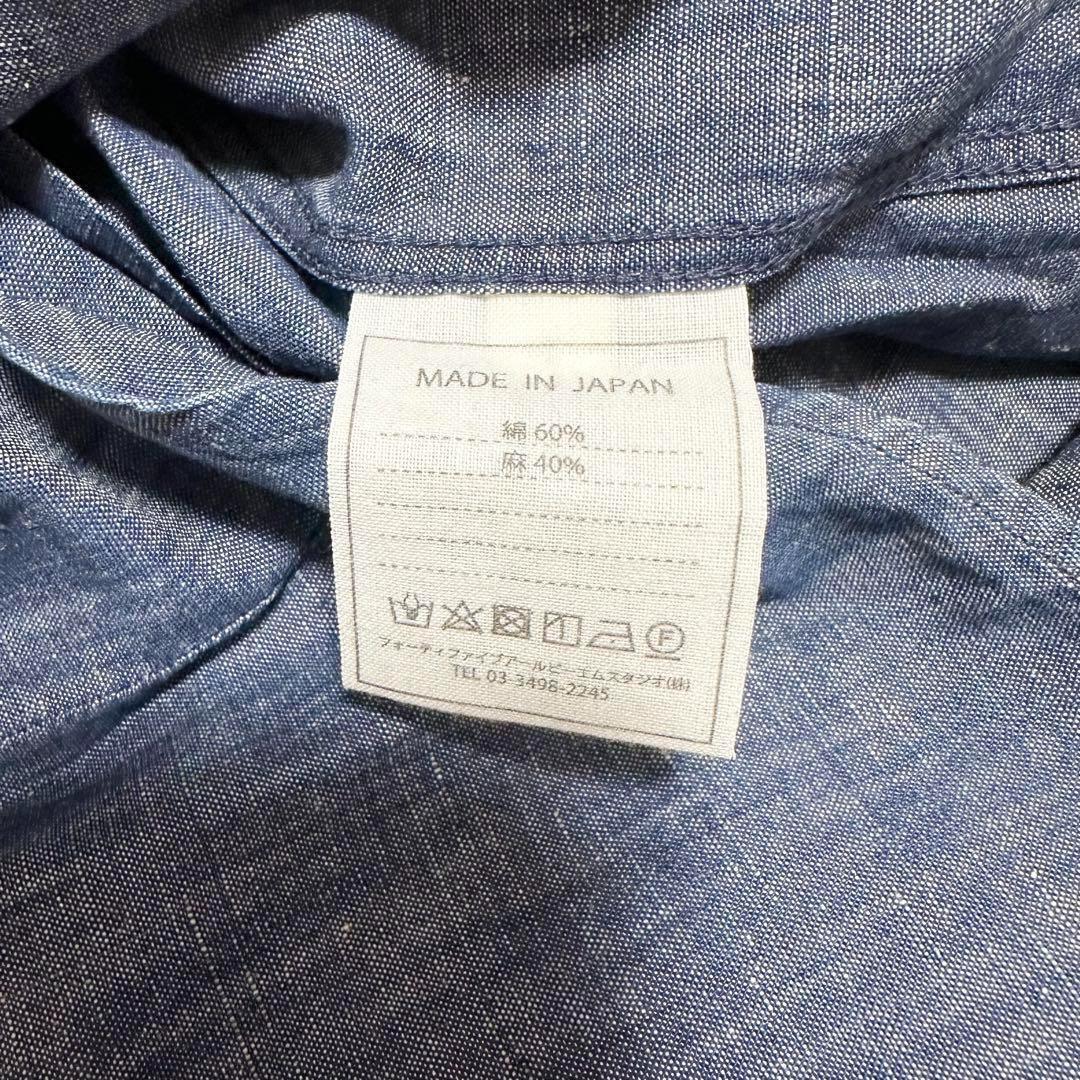 MADE IN JAPAN
綿 60%
麻 40%
フォーティファイブアールピーエムスタジオ(株)
TEL 03 3498-2245